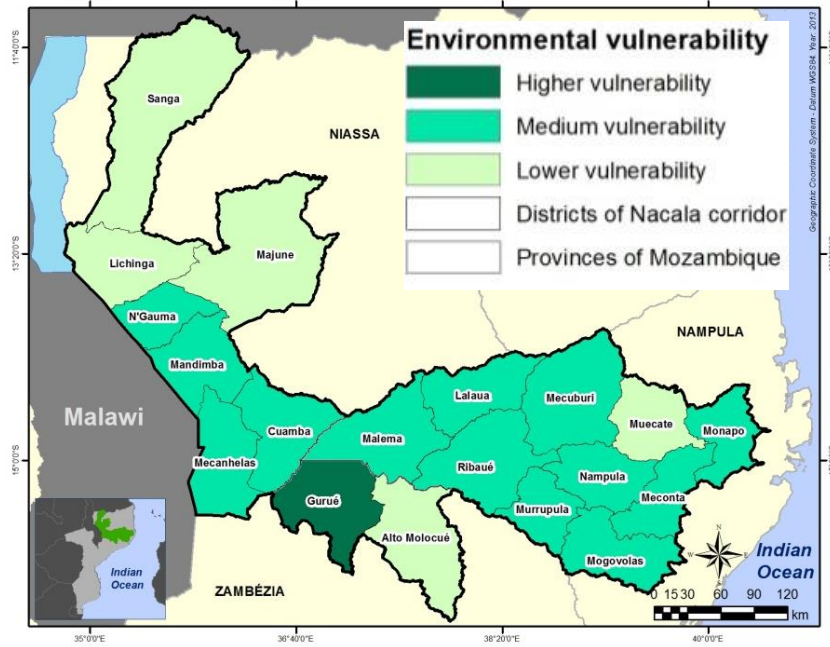 Environmental vulnerability
Higher vulnerability
Medium vulnerability
Lower vulnerability
Districts of Nacala corridor
Provinces of Mozambique
Geographic Coordinate System - Datum WGS84. Year, 2013
11°40'0"S
13°20'0"S
15°0'0"S
Sanga
NIASSA
Lichinga
Majune
N'Gauma
Mandimba
NAMPULA
Malawi
Lalaua
Mecuburi
Muecate
Monapo
Cuamba
Malema
Mecanhelas
Ribaué
Nampula
Meconta
Gurué
Murrupula
Alto Molocué
Mogovolas
ZAMBÉZIA
Indian
Ocean
N
W
E
S
Indian
Ocean
0 15 30 60 90 120
km
35°0'0"E
36°40'0"E
38°20'0"E
40°0'0"E